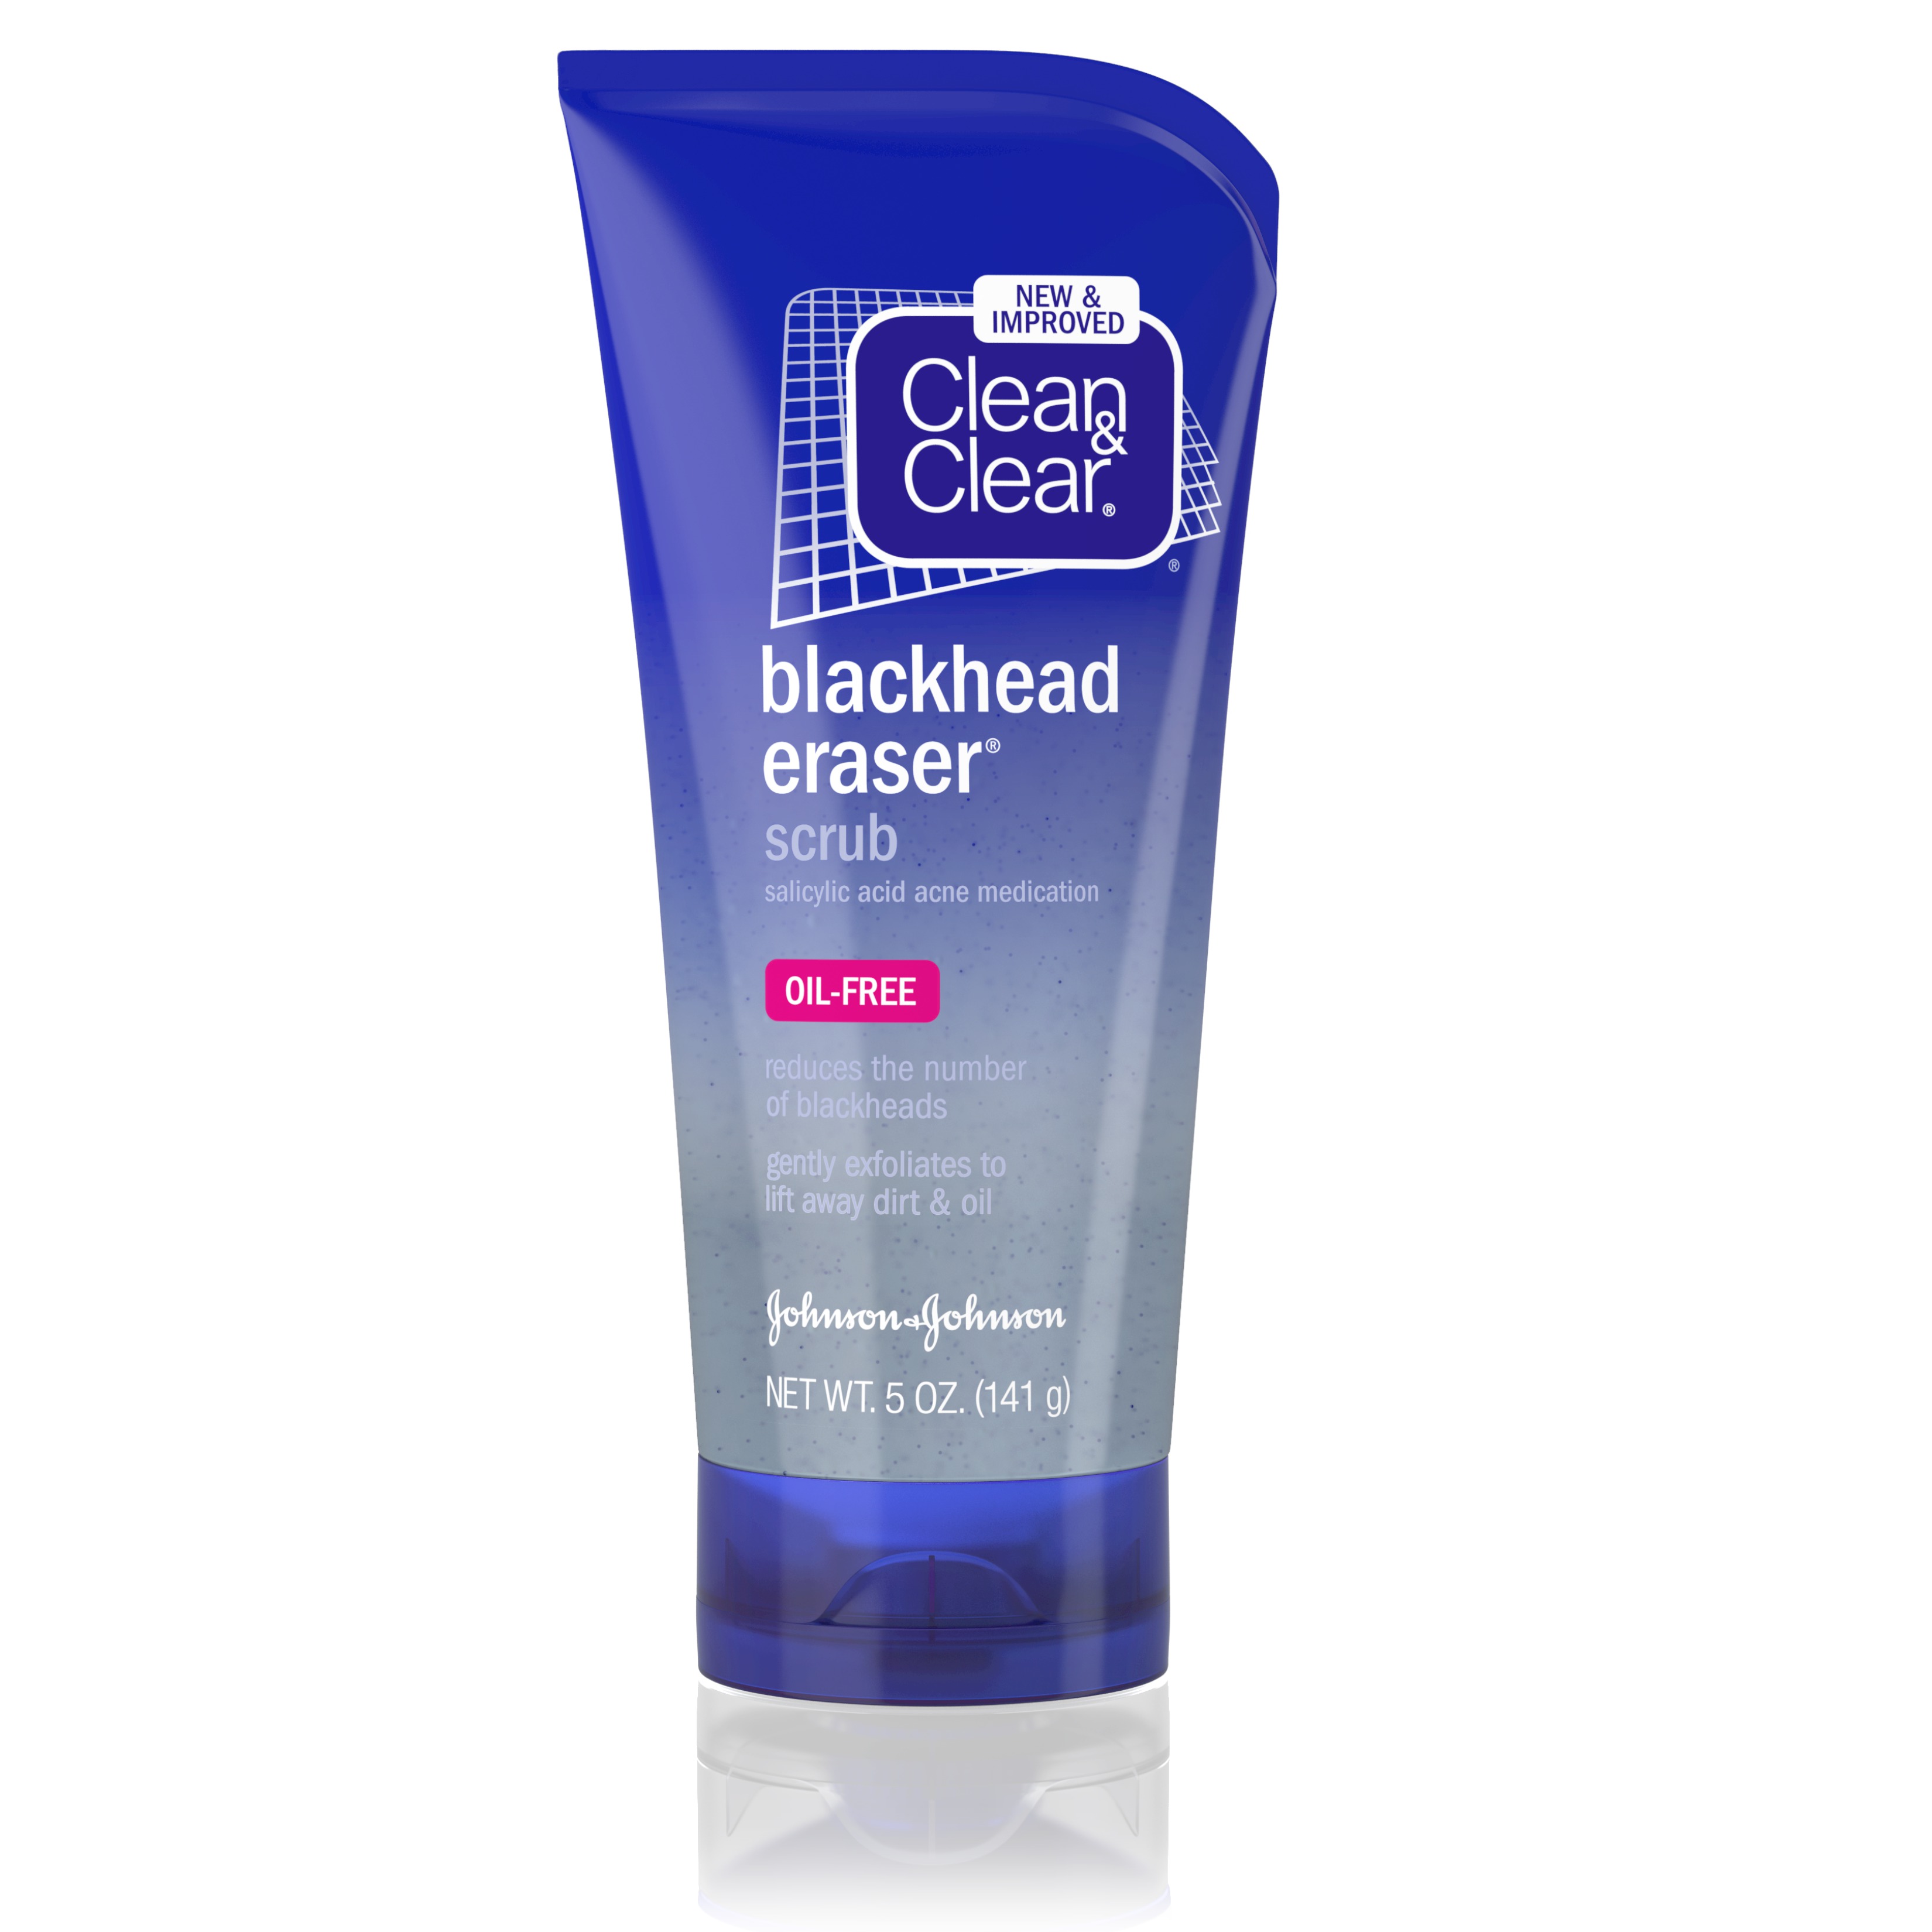 NEW &
IMPROVED
Clean
&
Clear®
®
blackhead
eraser®
scrub
salicylic acid acne medication
OIL-FREE
reduces the number
of blackheads
gently exfoliates to
lift away dirt & oil
Johnson+Johnson
NET WT. 5 OZ. (141 g)